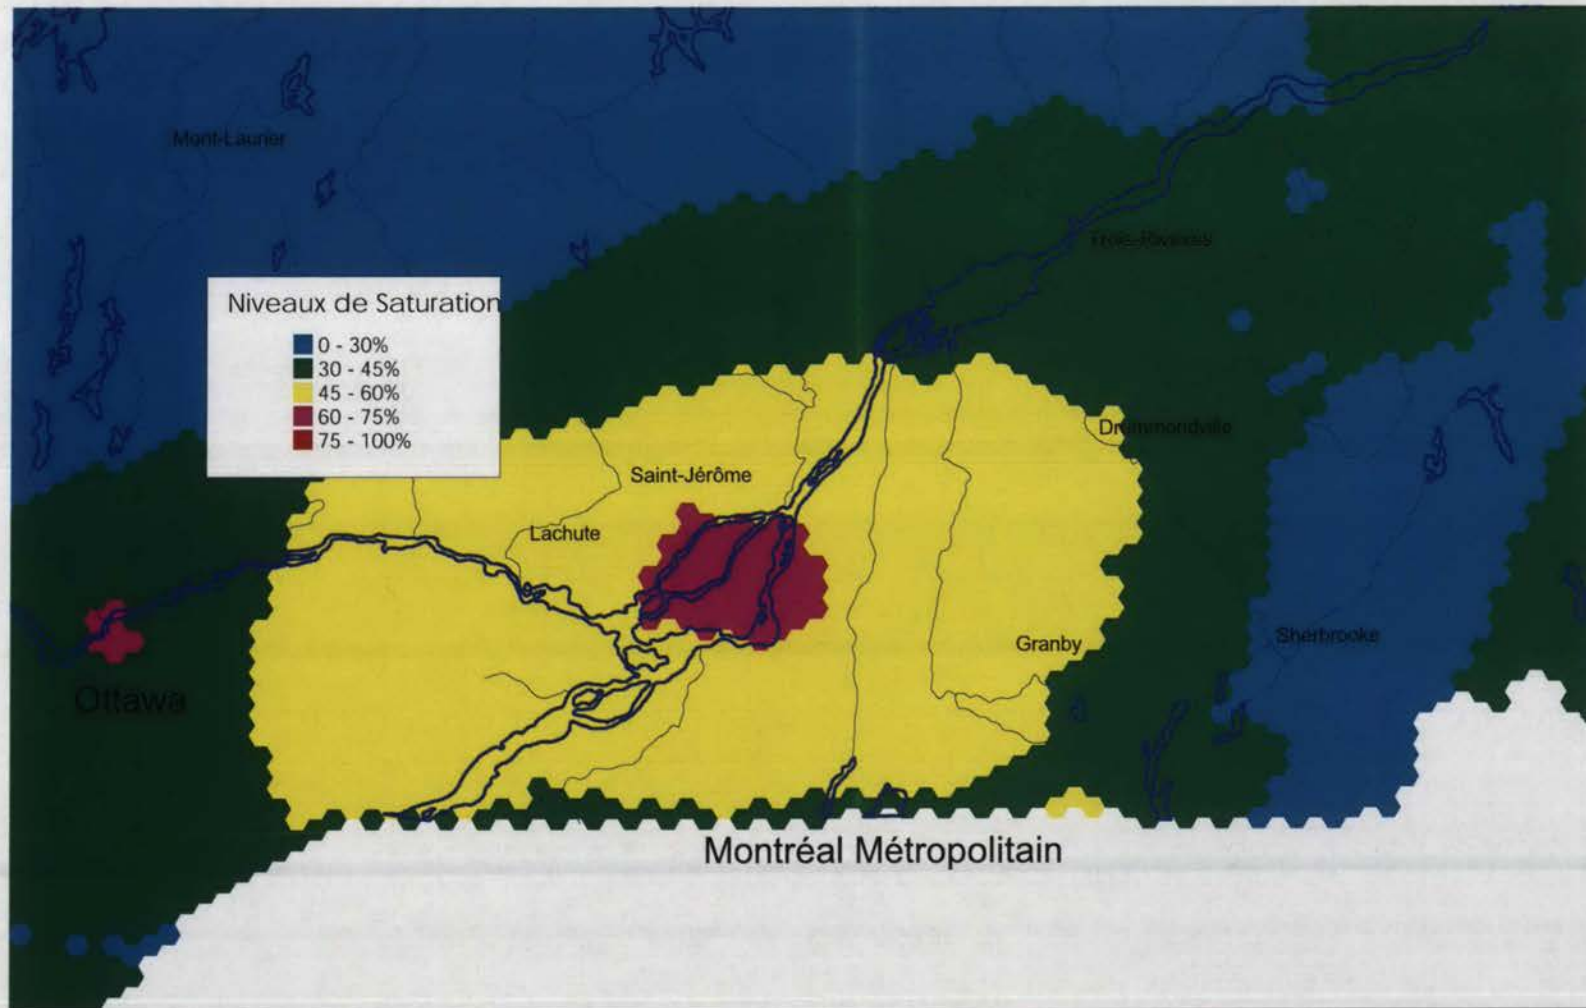 Mont-Laurier
Trois-Rivières
Niveaux de Saturation
0 - 30%
30 - 45%
45 - 60%
60 - 75%
75 - 100%
Drummondville
Saint-Jérôme
Lachute
Sherbrooke
Granby
Ottawa
Montréal Métropolitain